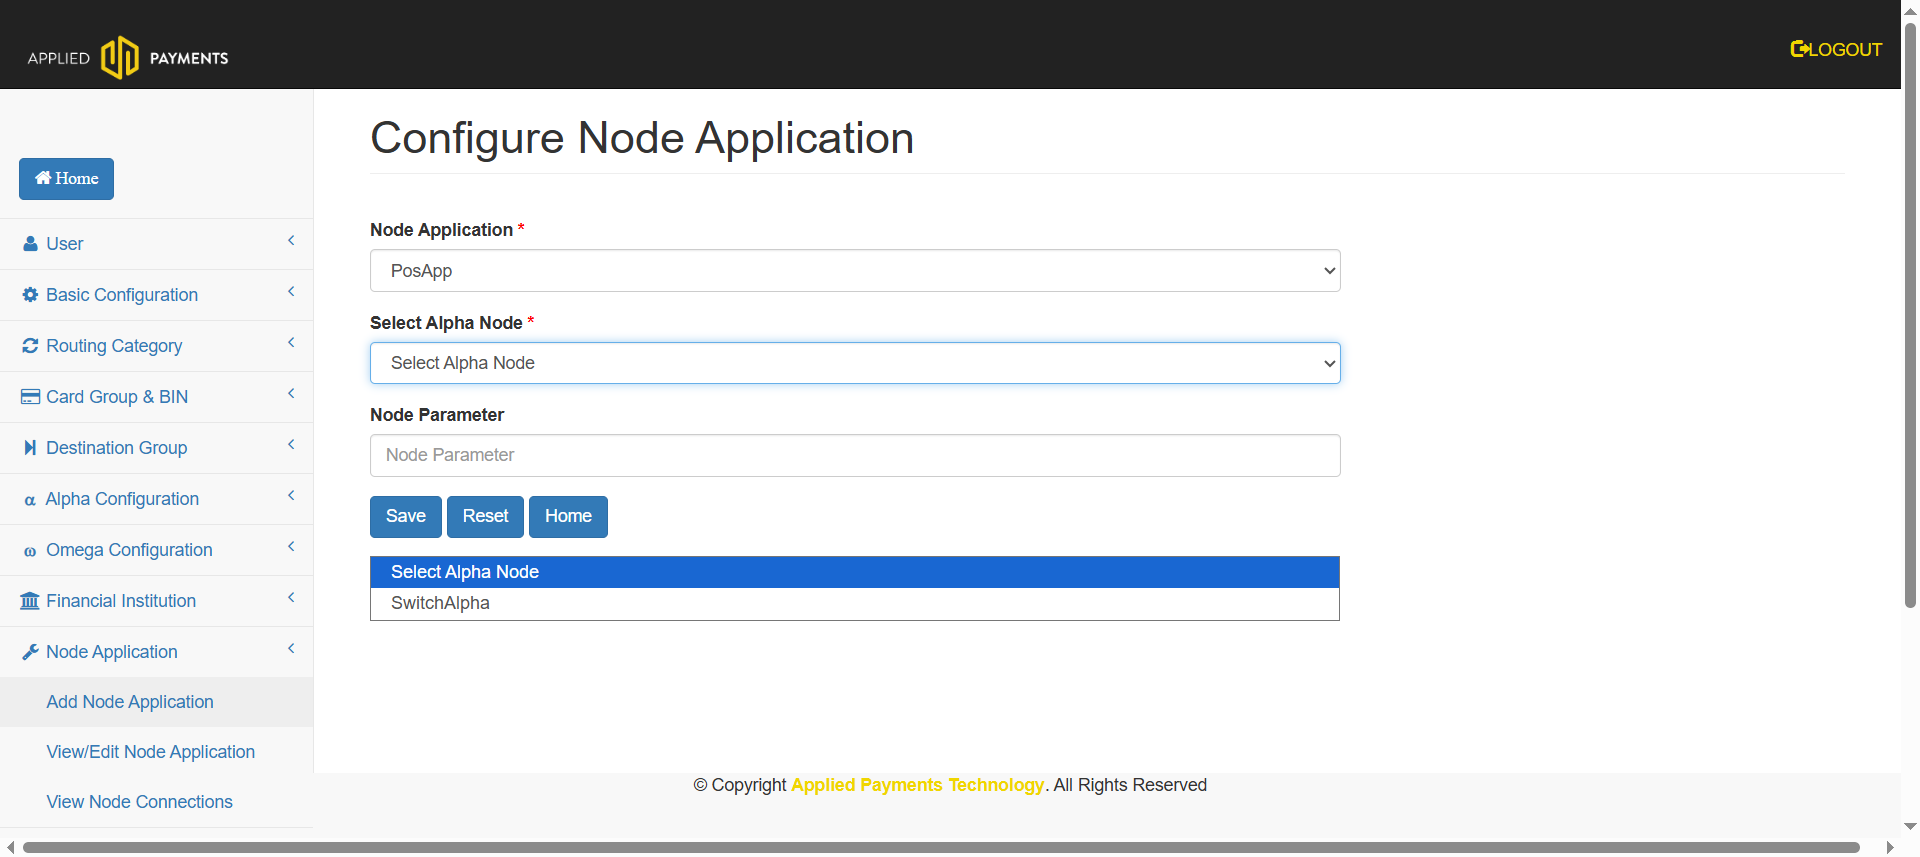 APPLIED PAYMENTS
LOGOUT
Home
User
Basic Configuration
Routing Category
Card Group & BIN
Destination Group
α Alpha Configuration
ω Omega Configuration
Financial Institution
Node Application
Add Node Application
View/Edit Node Application
View Node Connections
Configure Node Application
Node Application *
PosApp
Select Alpha Node *
Select Alpha Node
Node Parameter
Node Parameter
Save Reset Home
Select Alpha Node
SwitchAlpha
© Copyright Applied Payments Technology. All Rights Reserved